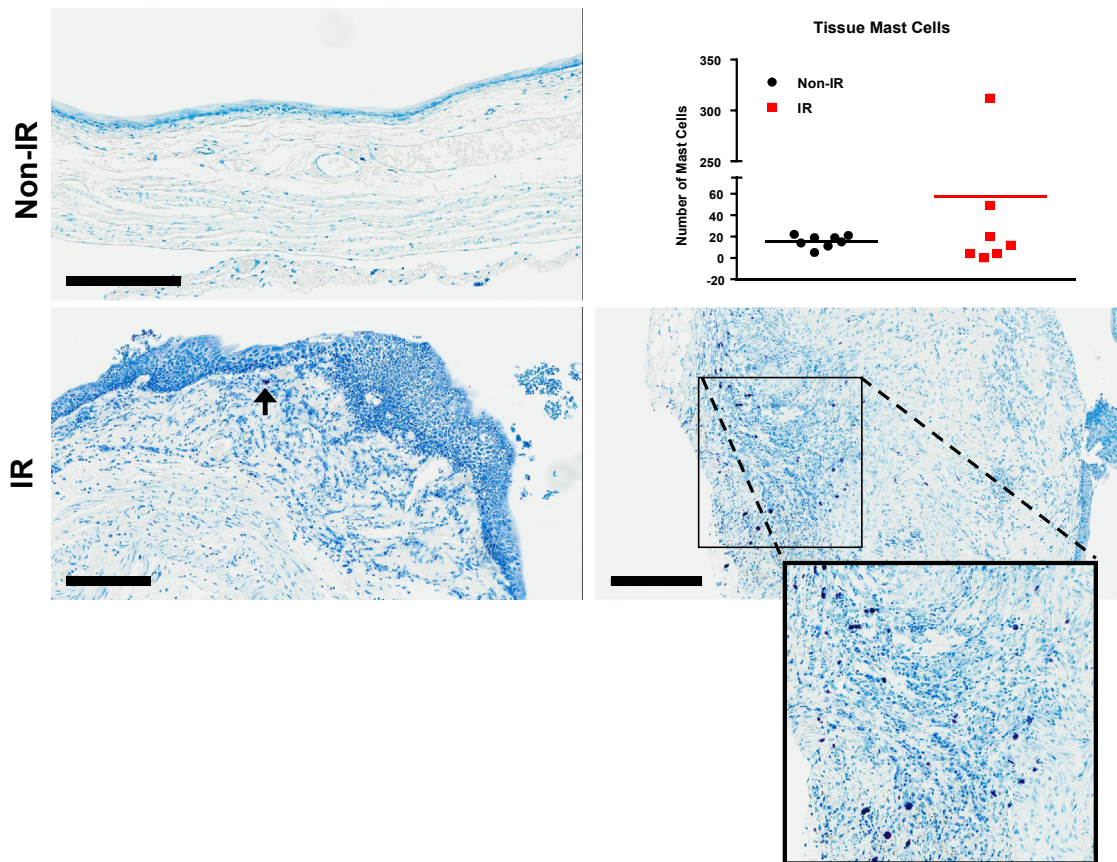 Non-IR
Tissue Mast Cells
Number of Mast Cells
350
300
250
60
40
20
0
-20
Non-IR
IR
IR